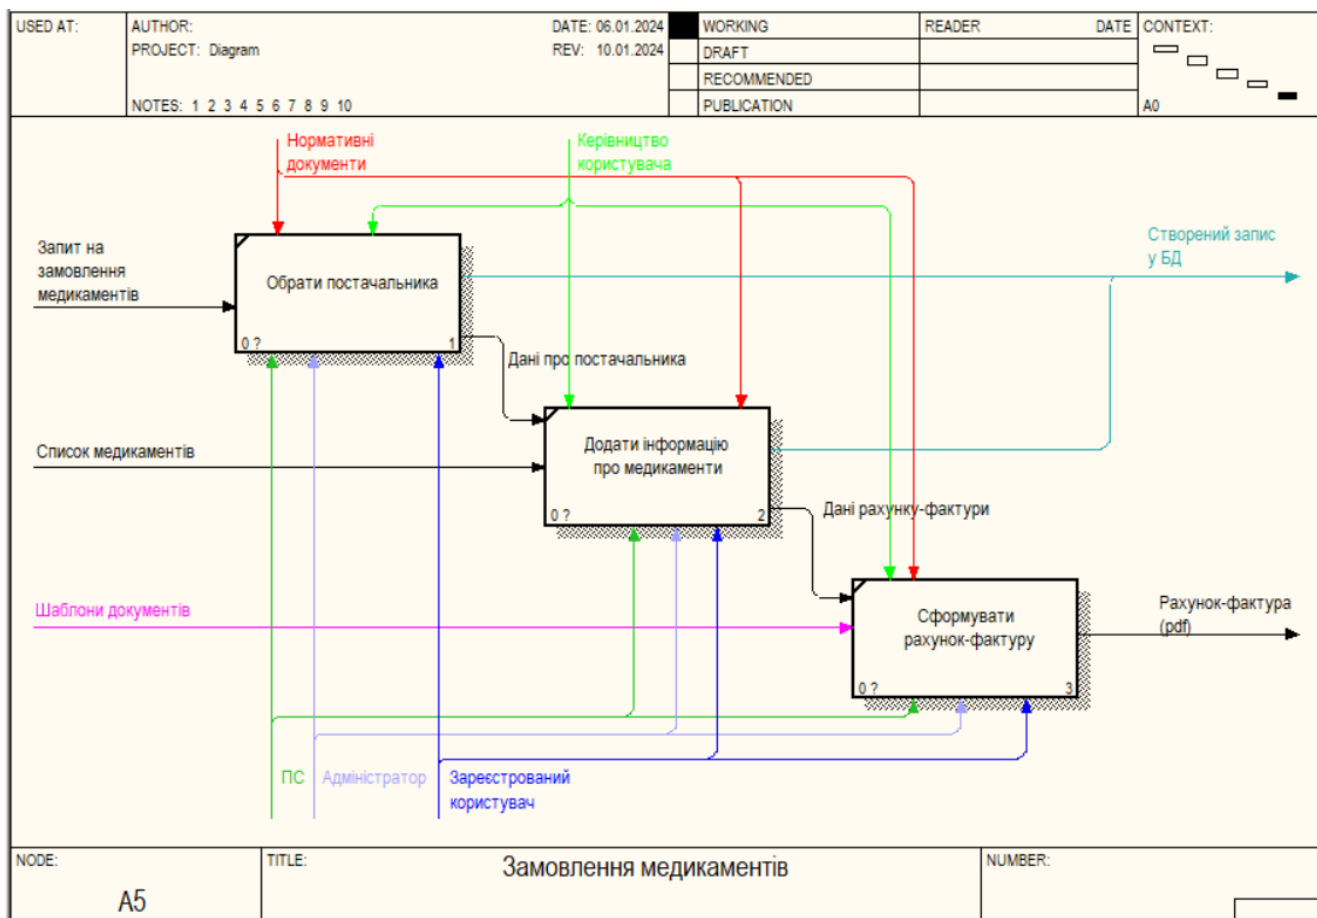 USED AT:
AUTHOR:
DATE: 06.01.2024
WORKING
READER
DATE
CONTEXT:
PROJECT: Diagram
REV: 10.01.2024
DRAFT
RECOMMENDED
NOTES: 1 2 3 4 5 6 7 8 9 10
PUBLICATION
A0
Нормативні
документи
Керівництво
користувача
Запит на
замовлення
медикаментів
Створений запис
у БД
Обрати постачальника
0 ?
1
Дані про постачальника
Список медикаментів
Додати інформацію
про медикаменти
0 ?
2
Дані рахунку-фактури
Шаблони документів
Сформувати
рахунок-фактуру
0 ?
3
Рахунок-фактура
(pdf)
ПС
Адміністратор
Зареєстрований
користувач
NODE:
A5
TITLE:
Замовлення медикаментів
NUMBER: